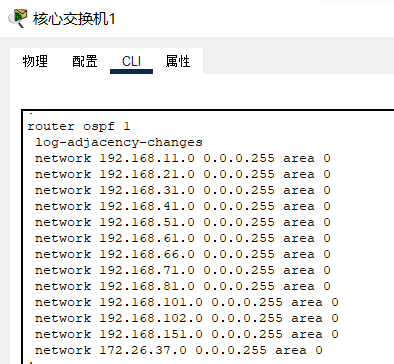 核心交换机1
物理 配置 CLI 属性
router ospf 1
log-adjacency-changes
network 192.168.11.0 0.0.0.255 area 0
network 192.168.21.0 0.0.0.255 area 0
network 192.168.31.0 0.0.0.255 area 0
network 192.168.41.0 0.0.0.255 area 0
network 192.168.51.0 0.0.0.255 area 0
network 192.168.61.0 0.0.0.255 area 0
network 192.168.66.0 0.0.0.255 area 0
network 192.168.71.0 0.0.0.255 area 0
network 192.168.81.0 0.0.0.255 area 0
network 192.168.101.0 0.0.0.255 area 0
network 192.168.102.0 0.0.0.255 area 0
network 192.168.151.0 0.0.0.255 area 0
network 172.26.37.0 0.0.0.255 area 0